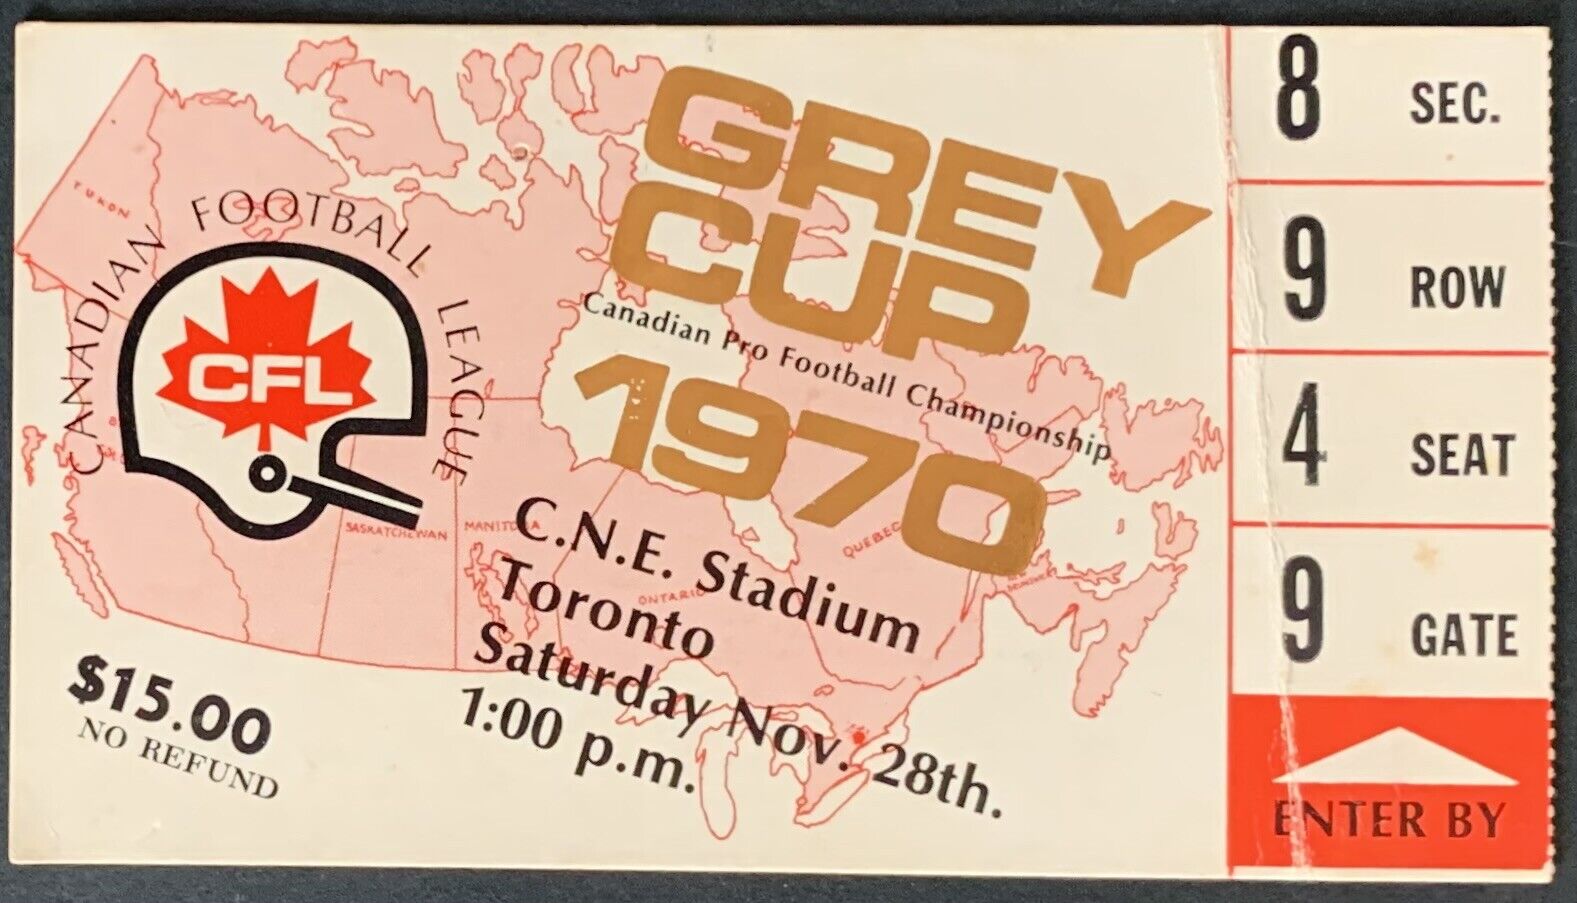 CANADIAN FOOTBALL LEAGUE
CFL
GREY
CUP
Canadian Pro Football Championship
1970
C.N.E. Stadium
Toronto
Saturday Nov. 28th.
1:00 p.m.
$15.00
NO REFUND
YUKON
SASKATCHEWAN
MANITOBA
ONTARIO
QUEBEC
8 SEC.
9 ROW
4 SEAT
9 GATE
ENTER BY